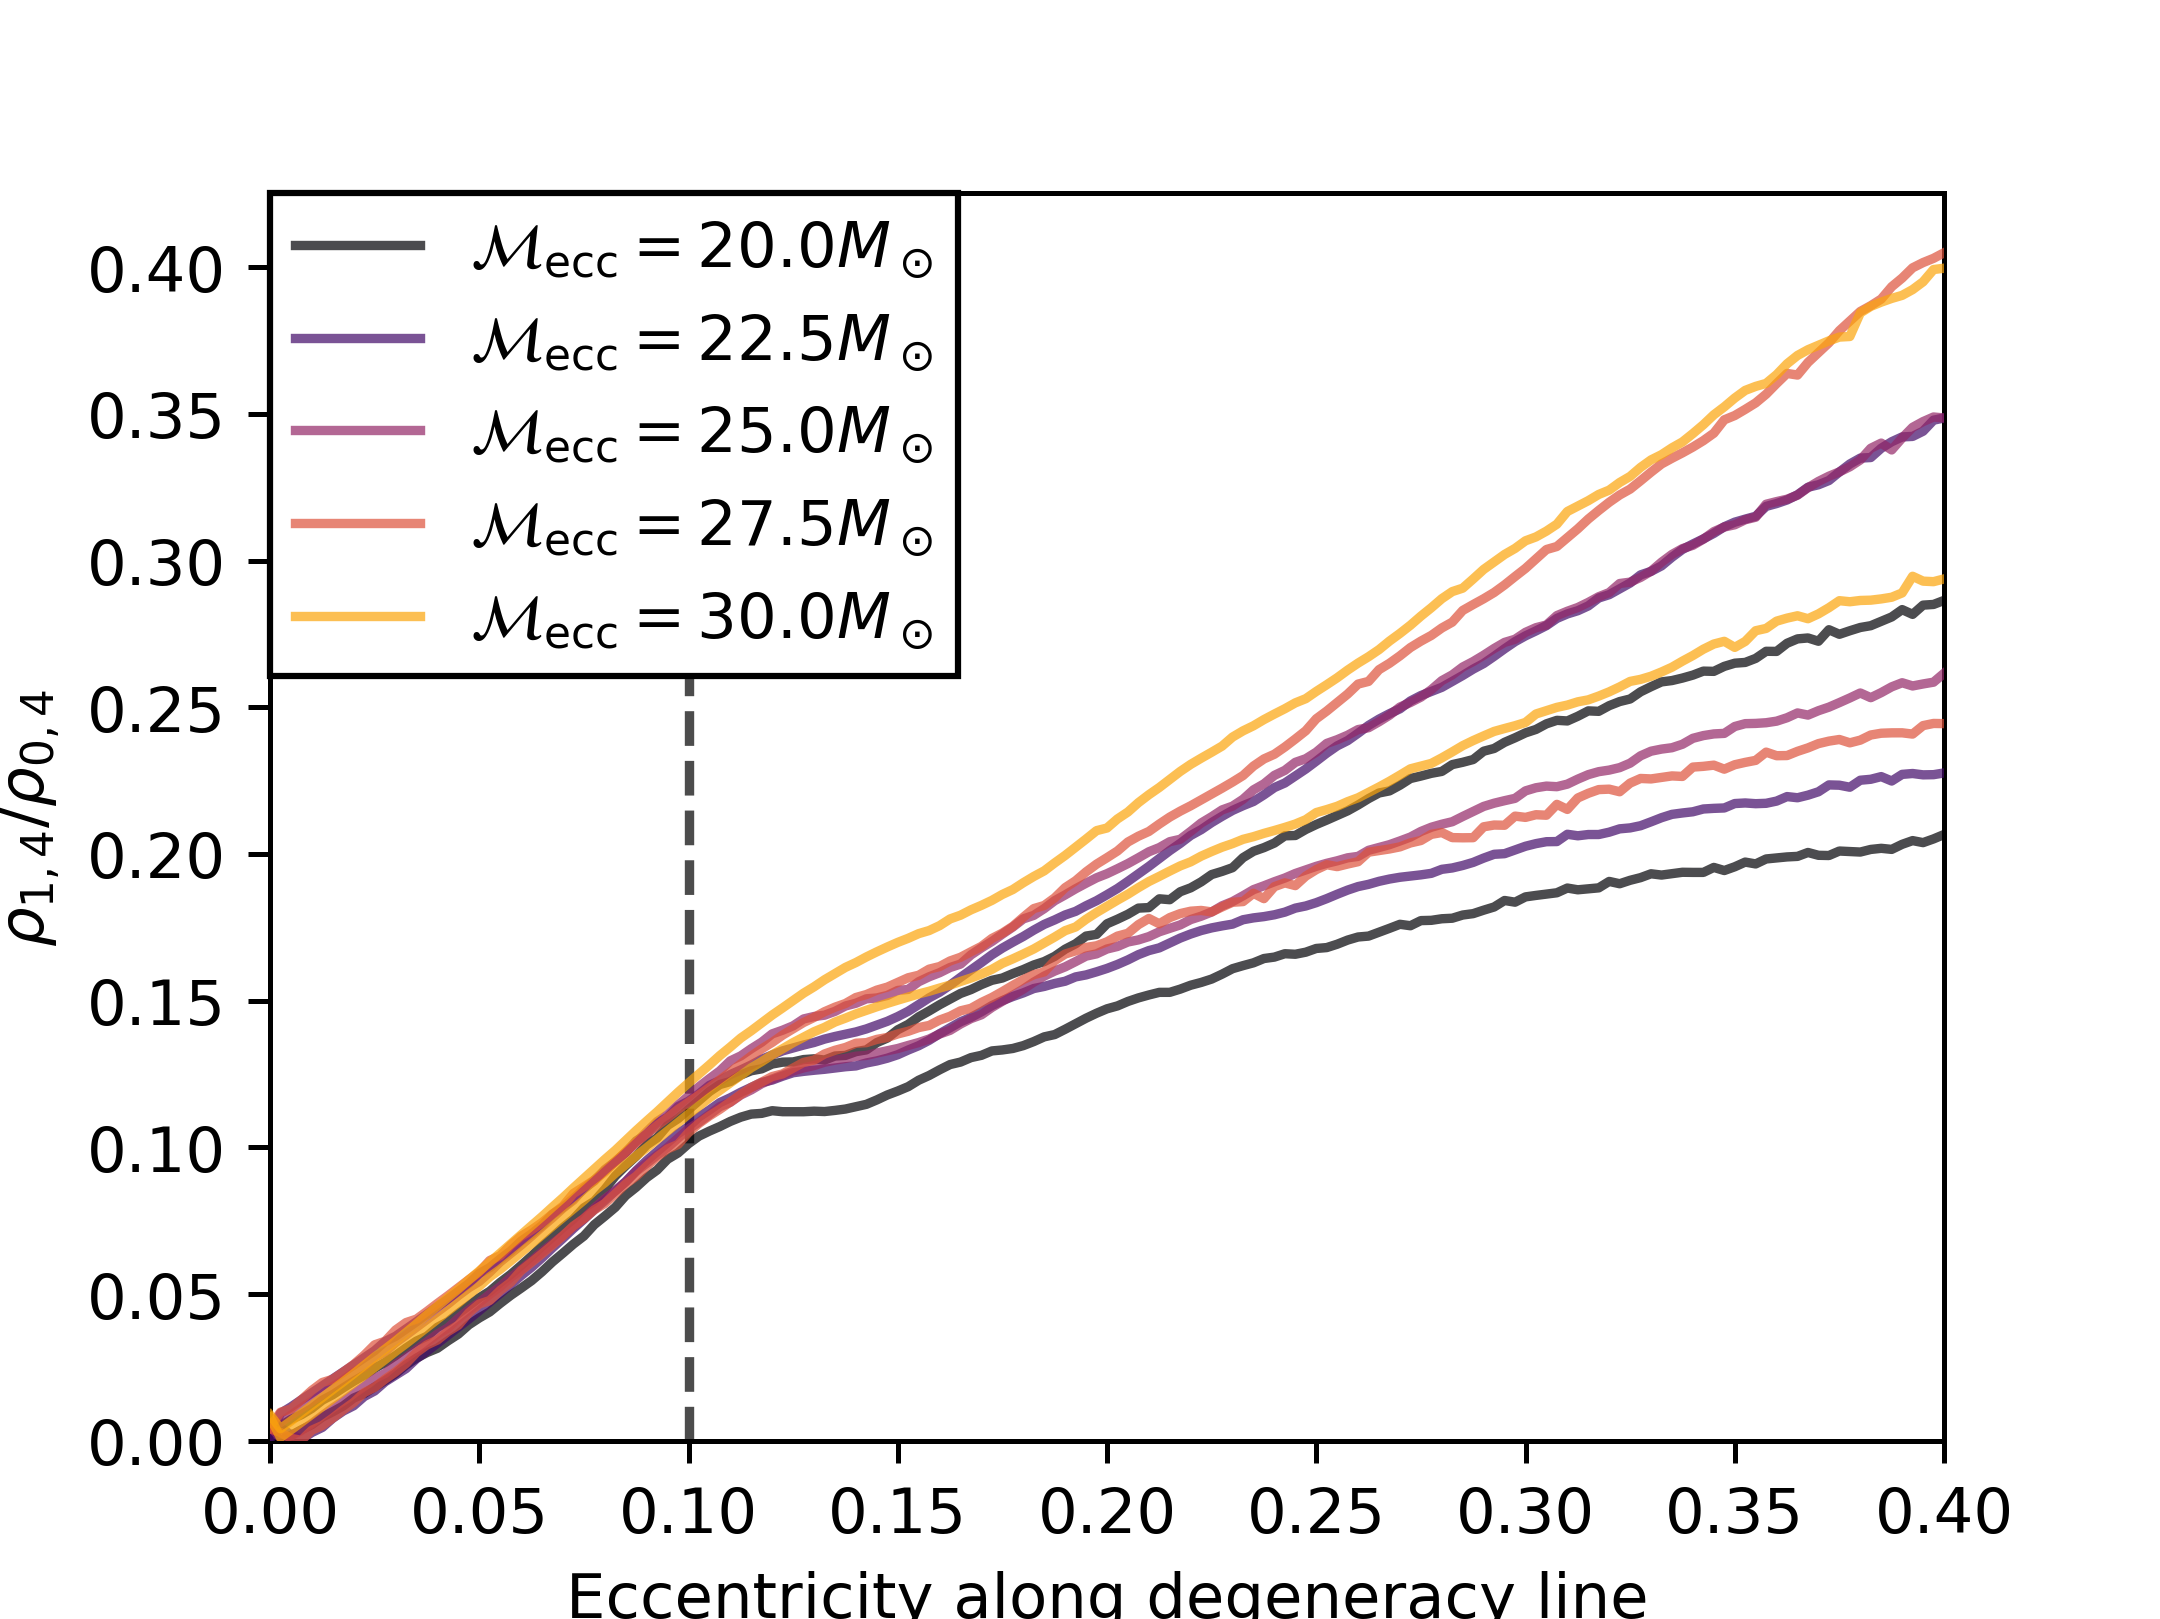 ℳecc = 20.0M⊙
ℳecc = 22.5M⊙
ℳecc = 25.0M⊙
ℳecc = 27.5M⊙
ℳecc = 30.0M⊙
0.40
0.35
0.30
0.25
0.20
0.15
0.10
0.05
0.00
ρ1,4/ρ0,4
0.00 0.05 0.10 0.15 0.20 0.25 0.30 0.35 0.40
Eccentricity along degeneracy line